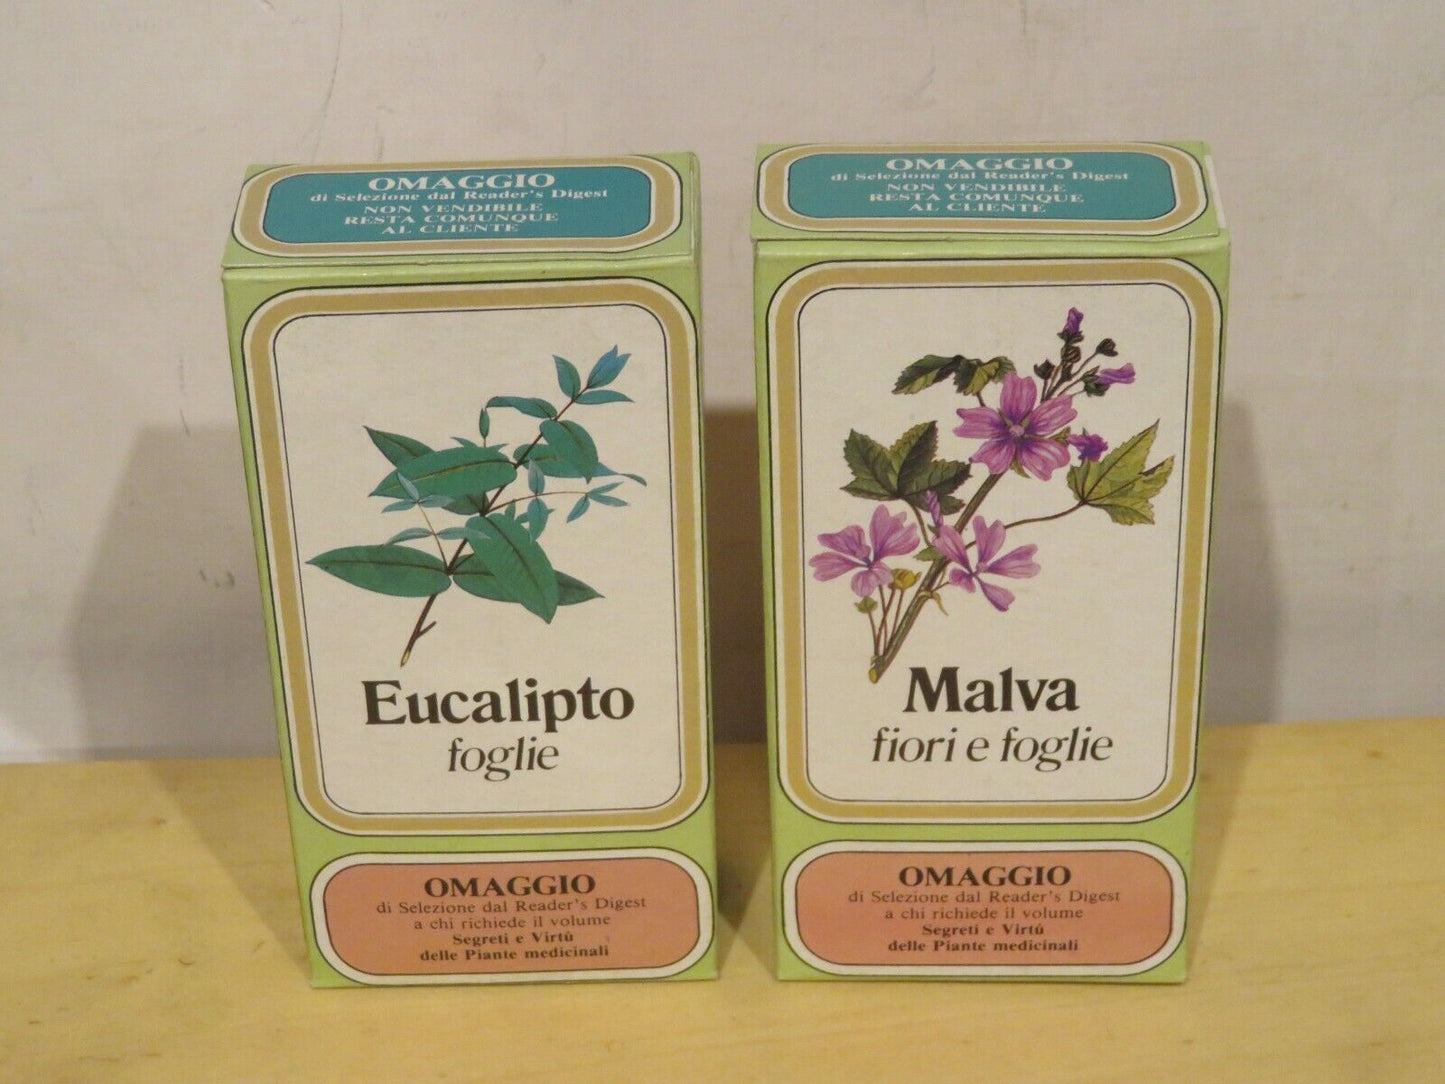 OMAGGIO
di Selezione dal Reader's Digest
NON VENDIBILE
RESTA COMUNQUE
AL CLIENTE
Eucalipto
foglie
OMAGGIO
di Selezione dal Reader's Digest
a chi richiede il volume
Segreti e Virtù
delle Piante medicinali
OMAGGIO
di Selezione dal Reader's Digest
NON VENDIBILE
RESTA COMUNQUE
AL CLIENTE
Malva
fiori e foglie
OMAGGIO
di Selezione dal Reader's Digest
a chi richiede il volume
Segreti e Virtù
delle Piante medicinali